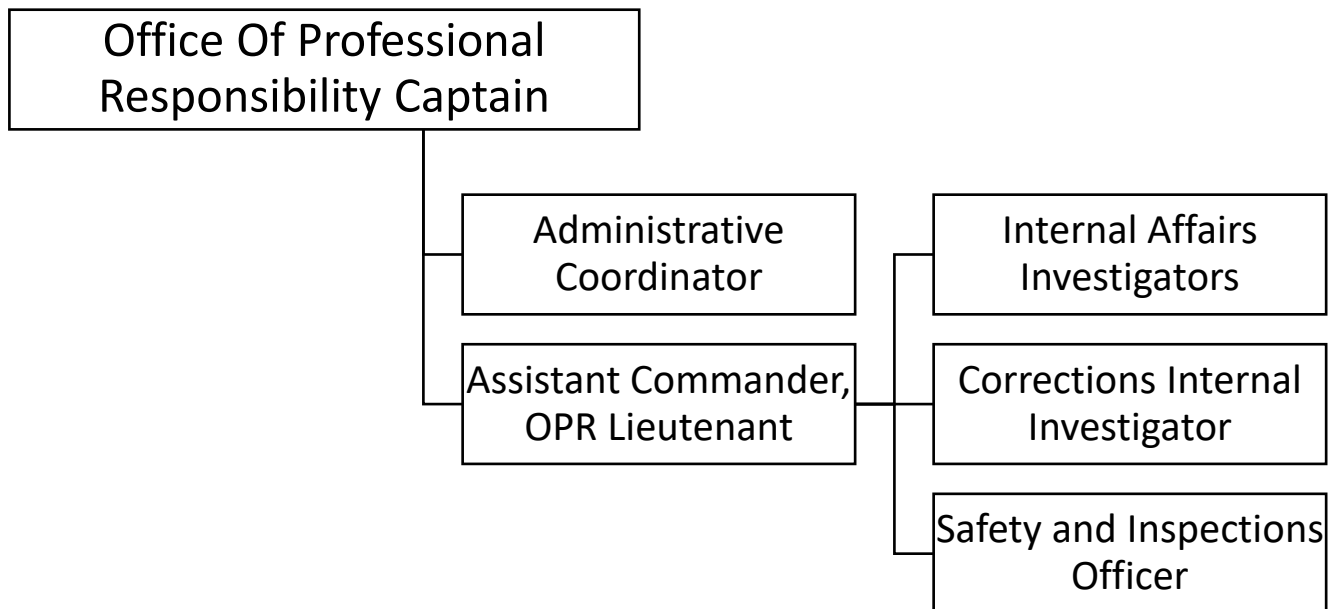 Office Of Professional
Responsibility Captain
Administrative
Coordinator
Assistant Commander,
OPR Lieutenant
Internal Affairs
Investigators
Corrections Internal
Investigator
Safety and Inspections
Officer